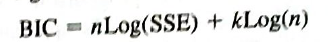 BIC = nLog(SSE) + kLog(n)